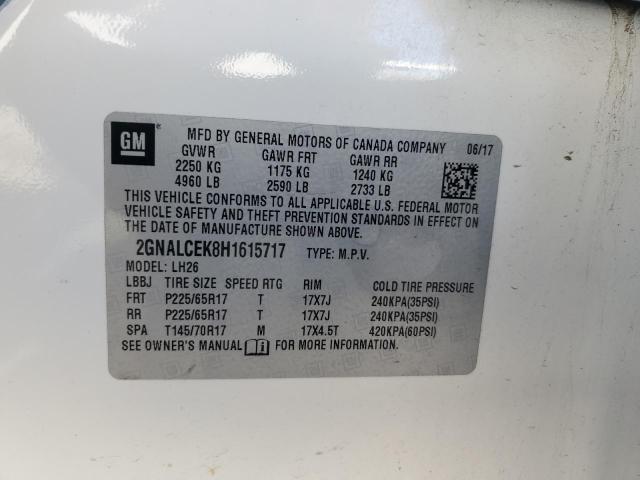 GM
MFD BY GENERAL MOTORS OF CANADA COMPANY 06/17
GVWR GAWR FRT GAWR RR
2250 KG 1175 KG 1240 KG
4960 LB 2590 LB 2733 LB
THIS VEHICLE CONFORMS TO ALL APPLICABLE U.S. FEDERAL MOTOR
VEHICLE SAFETY AND THEFT PREVENTION STANDARDS IN EFFECT ON
THE DATE OF MANUFACTURE SHOWN ABOVE.
2GNALCEK8H1615717 TYPE: M.P.V.
MODEL: LH26
LBBJ TIRE SIZE SPEED RTG RIM COLD TIRE PRESSURE
FRT P225/65R17 T 17X7J 240KPA(35PSI)
RR P225/65R17 T 17X7J 240KPA(35PSI)
SPA T145/70R17 M 17X4.5T 420KPA(60PSI)
SEE OWNER'S MANUAL FOR MORE INFORMATION.